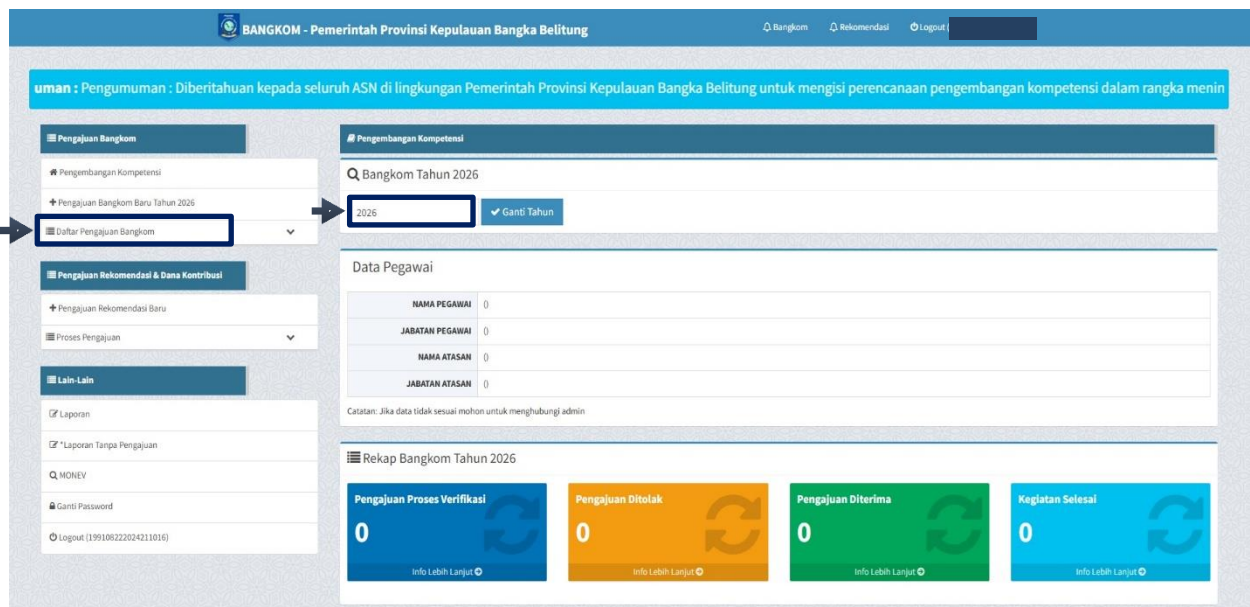 BANGKOM - Pemerintah Provinsi Kepulauan Bangka Belitung
Bangkom
Rekomendasi
Logout (
uman : Pengumuman : Diberitahuan kepada seluruh ASN di lingkungan Pemerintah Provinsi Kepulauan Bangka Belitung untuk mengisi perencanaan pengembangan kompetensi dalam rangka menin
Pengajuan Bangkom
Pengembangan Kompetensi
Pengajuan Bangkom Baru Tahun 2026
Daftar Pengajuan Bangkom
Pengajuan Rekomendasi & Dana Kontribusi
Pengajuan Rekomendasi Baru
Proses Pengajuan
Lain-Lain
Laporan
*Laporan Tanpa Pengajuan
MONEV
Ganti Password
Logout (199108222024211016)
Pengembangan Kompetensi
Bangkom Tahun 2026
2026
Ganti Tahun
Data Pegawai
NAMA PEGAWAI ()
JABATAN PEGAWAI ()
NAMA ATASAN ()
JABATAN ATASAN ()
Catatan: Jika data tidak sesuai mohon untuk menghubungi admin
Rekap Bangkom Tahun 2026
Pengajuan Proses Verifikasi
0
Info Lebih Lanjut
Pengajuan Ditolak
0
Info Lebih Lanjut
Pengajuan Diterima
0
Info Lebih Lanjut
Kegiatan Selesai
0
Info Lebih Lanjut